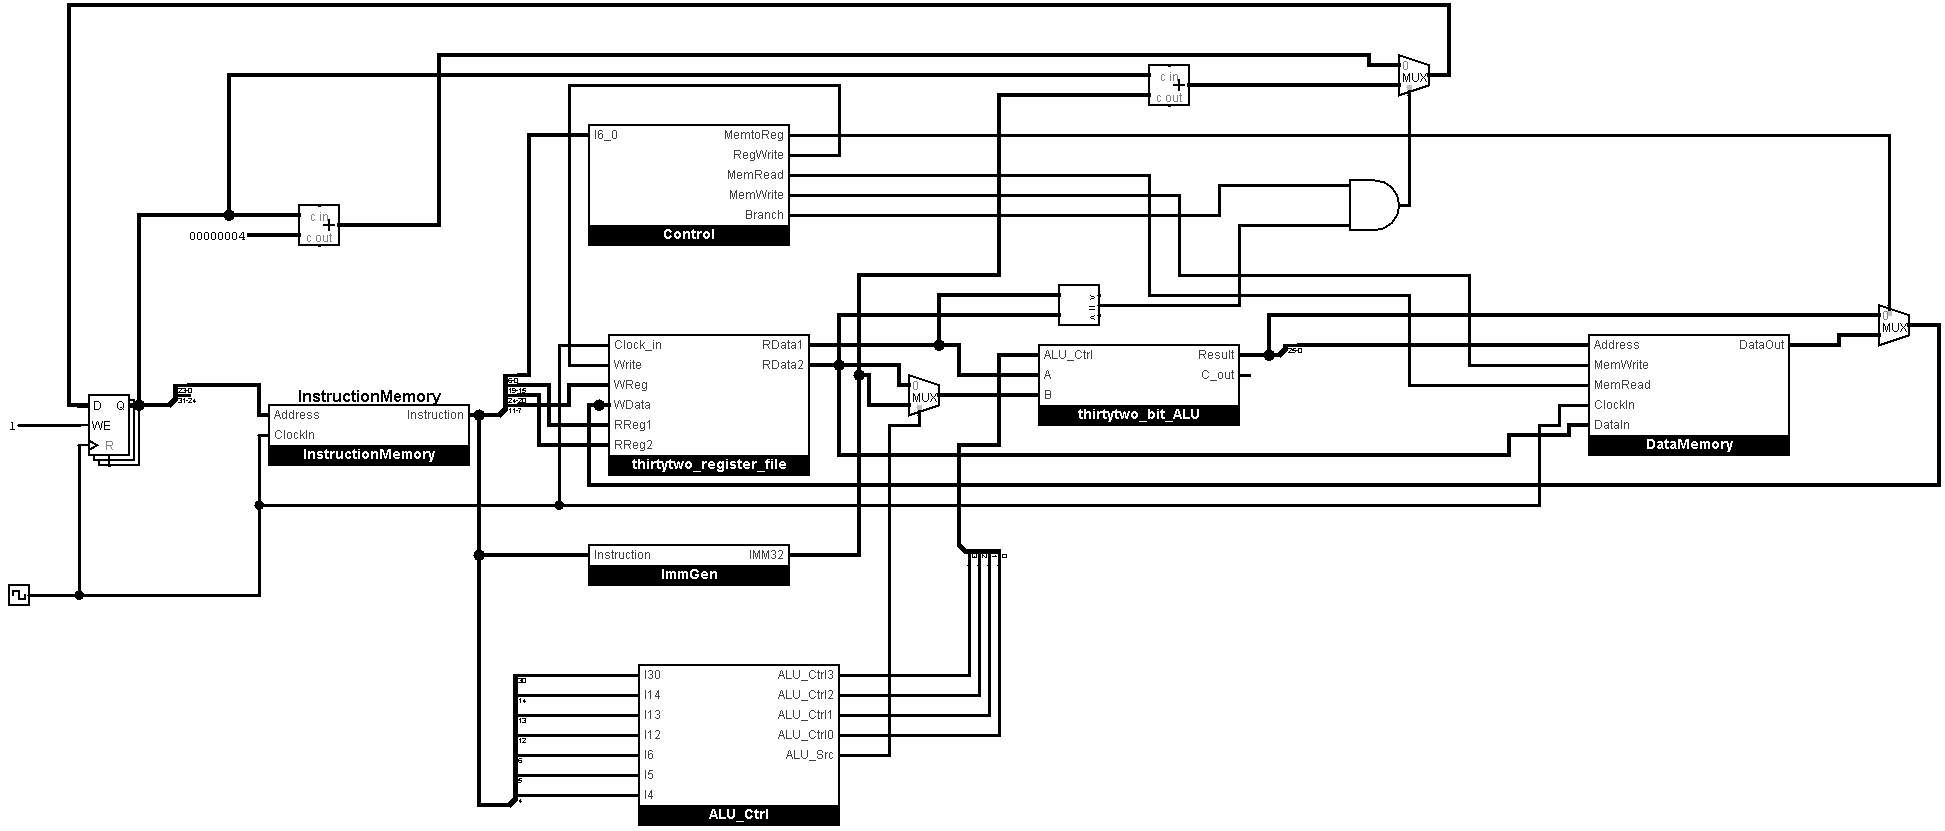 0
MUX
c in
+
c out
I6_0
MemtoReg
RegWrite
MemRead
MemWrite
Branch
Control
c in
+
c out
00000004
>
=
<
0
MUX
Clock_in
Write
WReg
WData
RReg1
RReg2
RData1
RData2
thirtytwo_register_file
ALU_Ctrl
A
B
Result
C_out
thirtytwo_bit_ALU
25-0
Address
MemWrite
MemRead
ClockIn
DataIn
DataOut
DataMemory
0
MUX
6-0
19-15
24-20
11-7
23-0
31-24
InstructionMemory
Address
ClockIn
Instruction
InstructionMemory
D
Q
WE
R
1
Instruction
IMM32
ImmGen
3
2
1
0
30
14
13
12
6
5
4
I30
I14
I13
I12
I6
I5
I4
ALU_Ctrl3
ALU_Ctrl2
ALU_Ctrl1
ALU_Ctrl0
ALU_Src
ALU_Ctrl